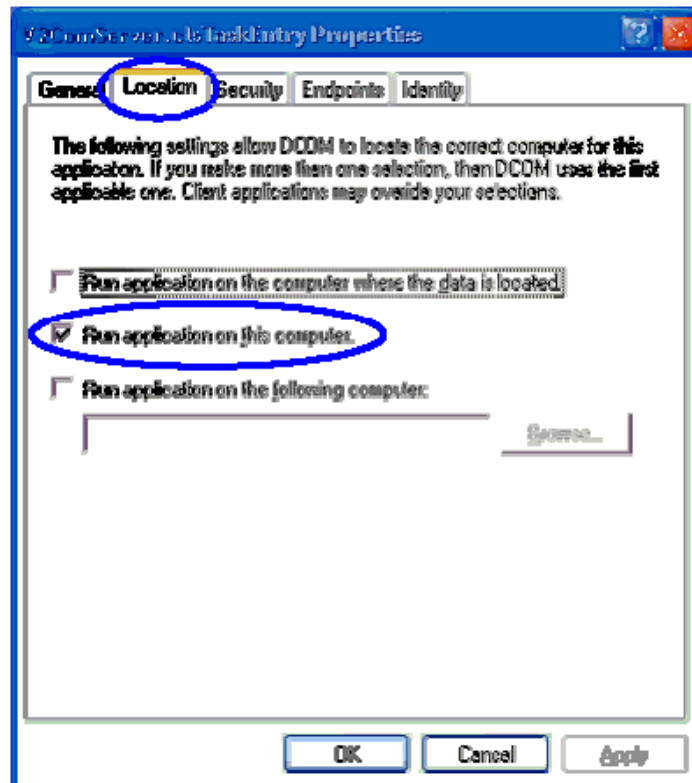 V2ComServer.clsTaskEntry Properties
General Location Security Endpoints Identity
The following settings allow DCOM to locate the correct computer for this
application. If you make more than one selection, then DCOM uses the first
applicable one. Client applications may override your selections.
Run application on the computer where the data is located.
Run application on this computer.
Run application on the following computer:
Browse...
OK Cancel Apply